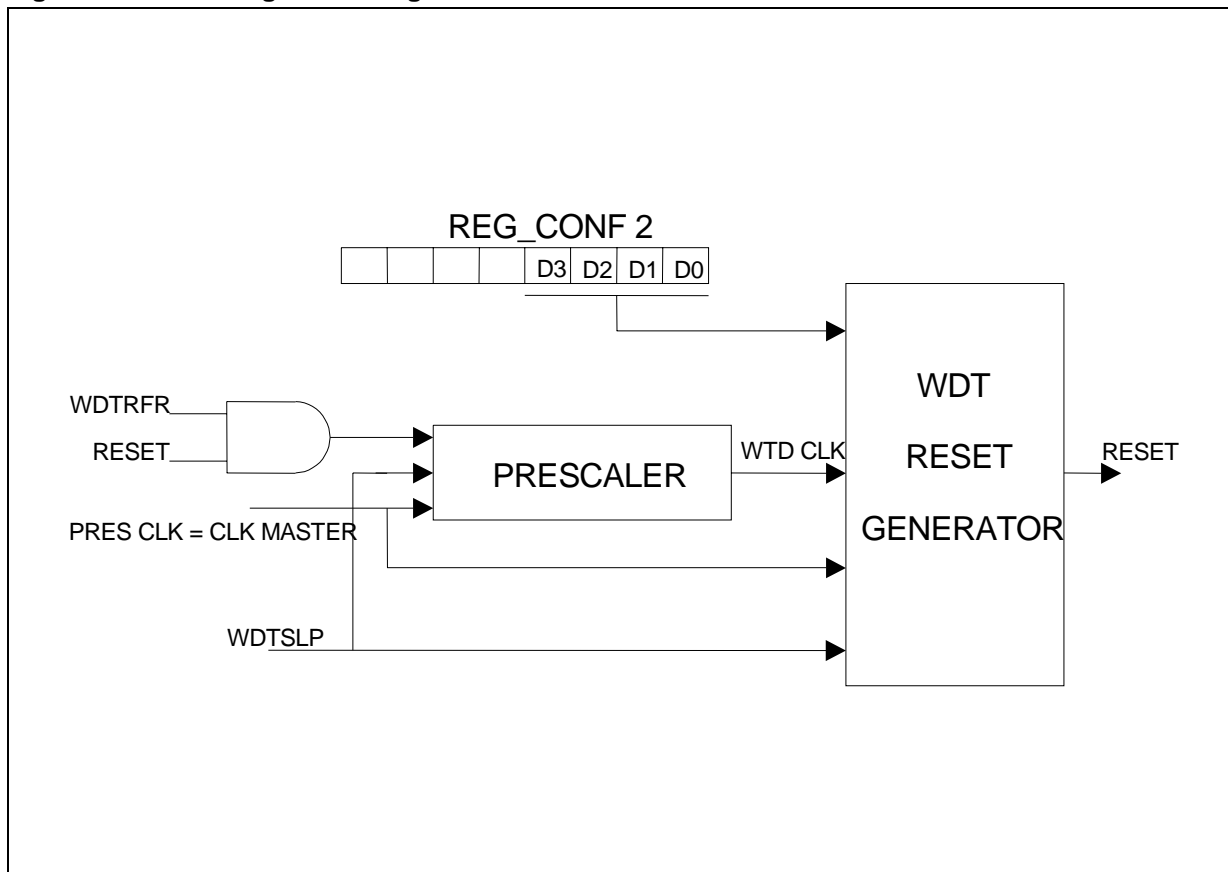 REG_CONF 2
D3 D2 D1 D0
WDTRFR
RESET
PRES CLK = CLK MASTER
WDTSLP
PRESCALER
WTD CLK
WDT
RESET
GENERATOR
RESET